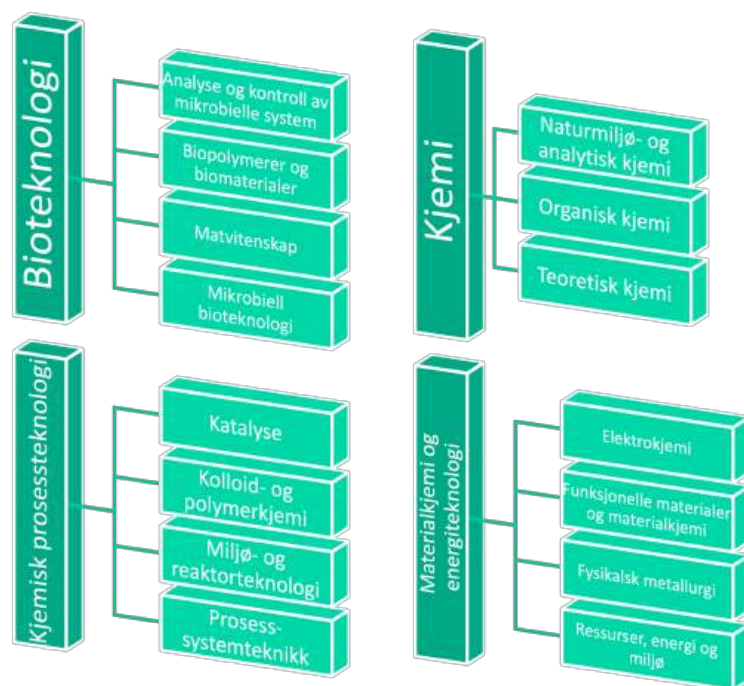 Bioteknologi
Analyse og kontroll av
mikrobielle system
Biopolymerer og
biomaterialer
Matvitenskap
Mikrobiell
bioteknologi
Kjemi
Naturmiljø- og
analytisk kjemi
Organisk kjemi
Teoretisk kjemi
Kjemisk prosessteknologi
Katalyse
Kolloid- og
polymerkjemi
Miljø- og
reaktorteknologi
Prosess-
systemteknikk
Materialkjemi og
energiteknologi
Elektrokjemi
Funksjonelle materialer
og materialkjemi
Fysikalsk metallurgi
Ressurser, energi og
miljø